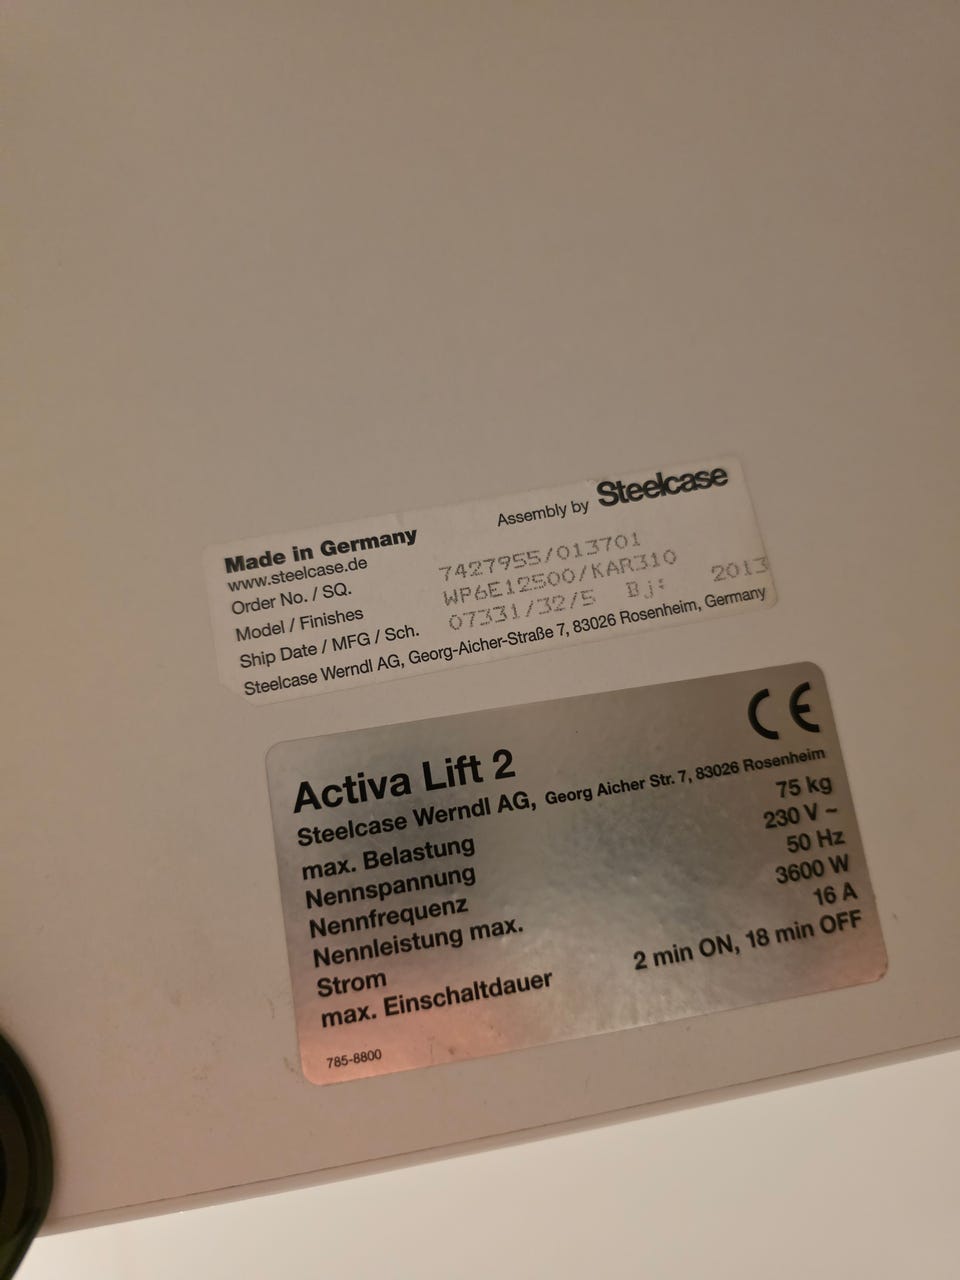 Assembly by Steelcase
Made in Germany
www.steelcase.de
Order No. / SQ. 7427955/013701
Model / Finishes WP6E12500/KAR310
Ship Date / MFG / Sch. 07331/32/5 Bj: 2013
Steelcase Werndl AG, Georg-Aicher-Straße 7, 83026 Rosenheim, Germany
CE
Activa Lift 2
Steelcase Werndl AG, Georg Aicher Str. 7, 83026 Rosenheim
max. Belastung 75 kg
Nennspannung 230 V ~
Nennfrequenz 50 Hz
Nennleistung max. 3600 W
Strom 16 A
max. Einschaltdauer 2 min ON, 18 min OFF
785-8800